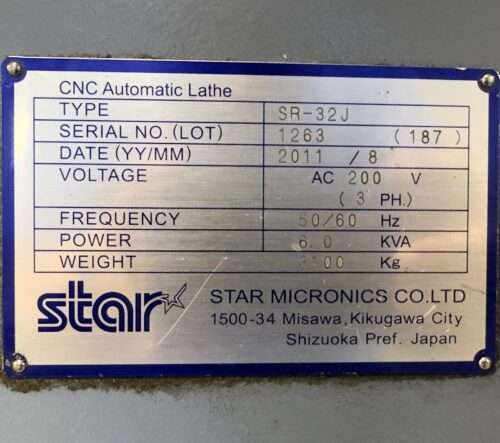 CNC Automatic Lathe
TYPE SR-32J
SERIAL NO.(LOT) 1263 (187)
DATE (YY/MM) 2011 / 8
VOLTAGE AC 200 V
(3 PH.)
FREQUENCY 50/60 Hz
POWER 6.0 KVA
WEIGHT Kg
star STAR MICRONICS CO.LTD
1500-34 Misawa,Kikugawa City
Shizuoka Pref. Japan